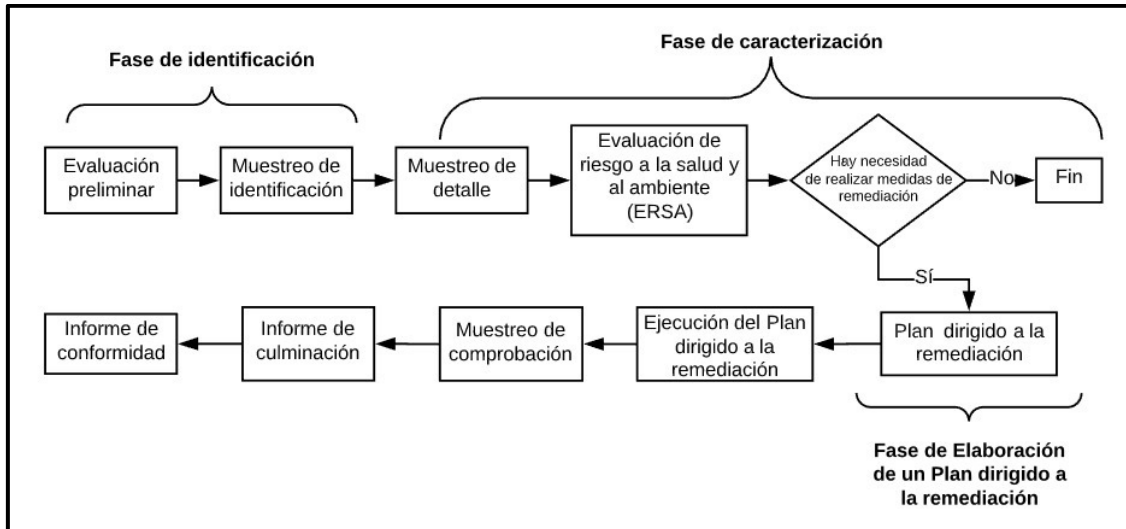 Fase de identificación
Fase de caracterización
Evaluación
preliminar
Muestreo de
identificación
Muestreo de
detalle
Evaluación de
riesgo a la salud y
al ambiente
(ERSA)
Hay necesidad
de realizar medidas de
remediación
No
Fin
Sí
Informe de
conformidad
Informe de
culminación
Muestreo de
comprobación
Ejecución del Plan
dirigido a la
remediación
Plan dirigido a la
remediación
Fase de Elaboración
de un Plan dirigido a
la remediación